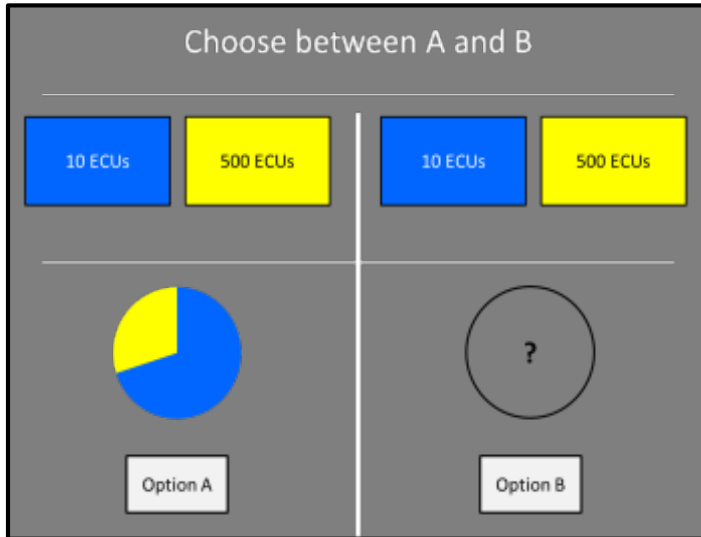 Choose between A and B
10 ECUs
500 ECUs
10 ECUs
500 ECUs
?
Option A
Option B